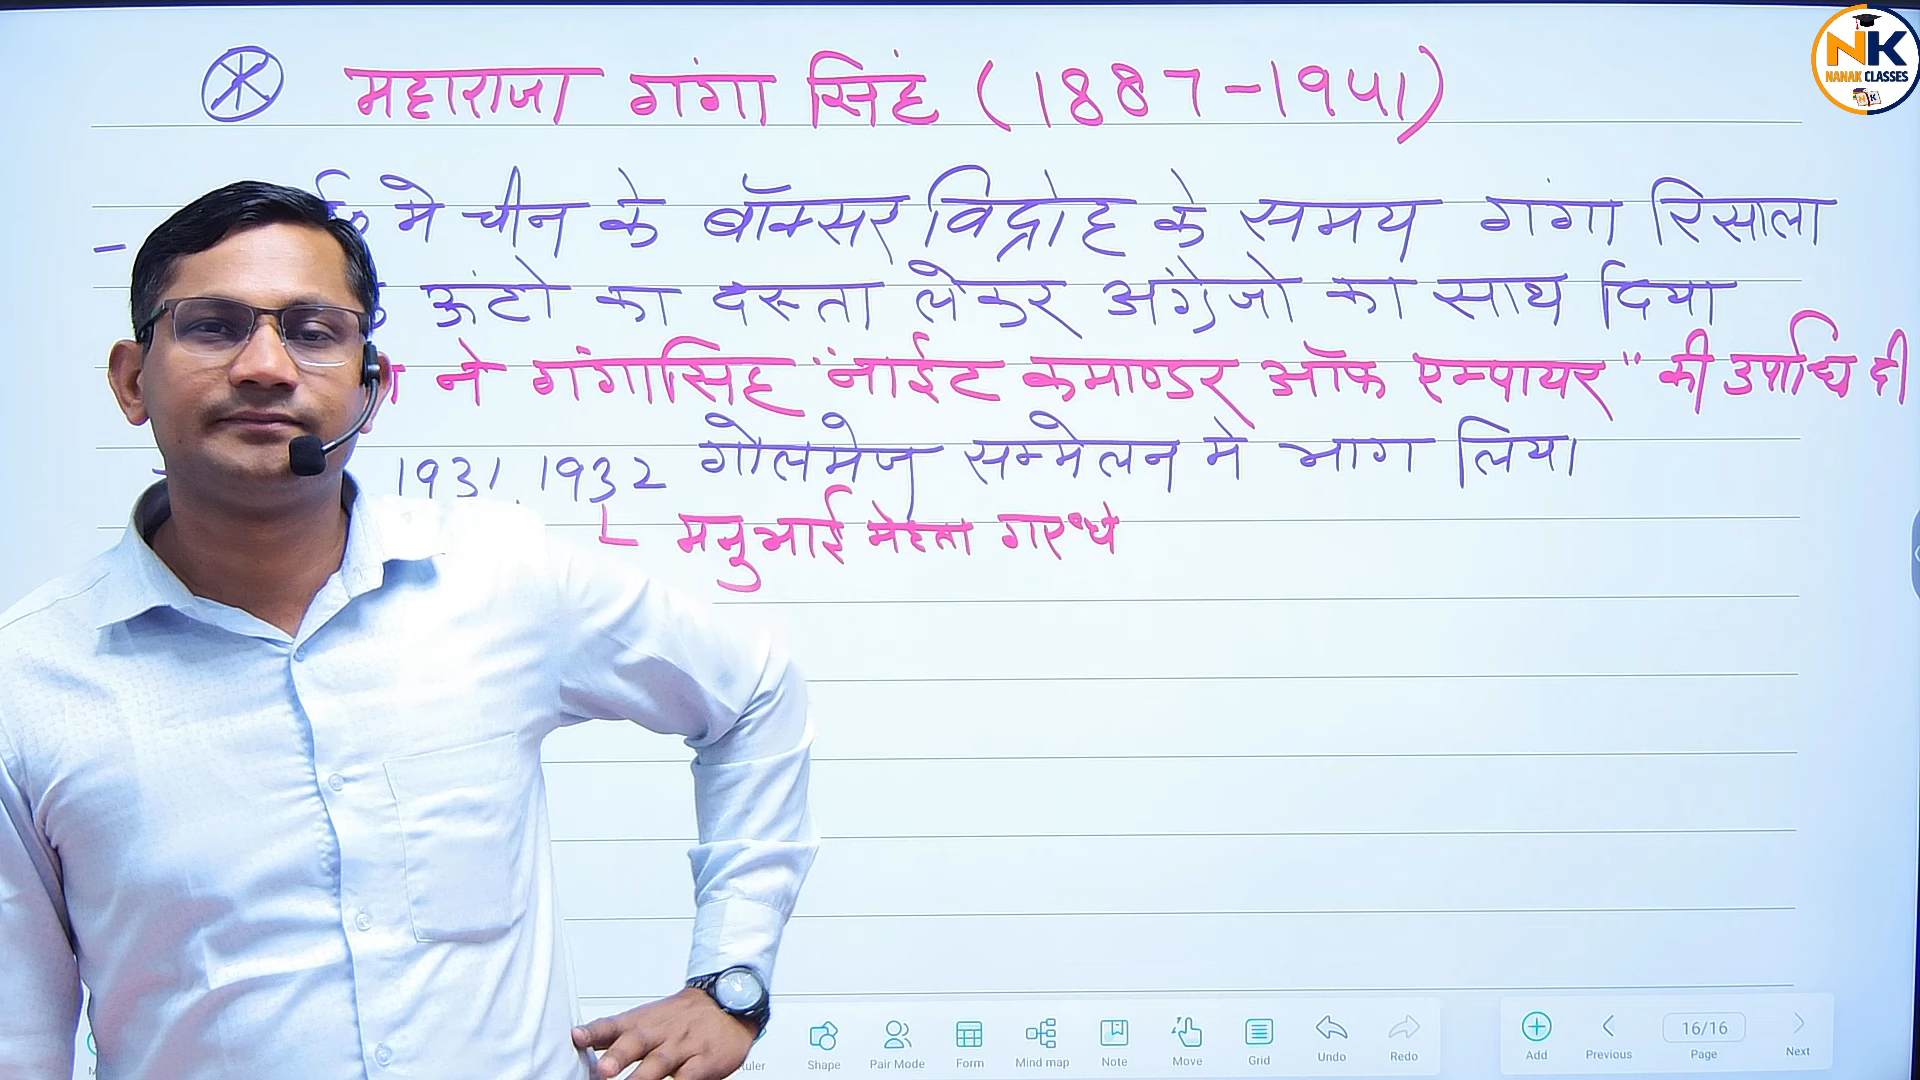 NK
NANAK CLASSES
महाराजा गंगा सिंह (1887-1941)
में चीन के बॉक्सर विद्रोह के समय गंगा रिसाला
ऊंटो का दस्ता लेकर अंग्रेजो का साथ दिया
ने गंगासिंह "नाईट कमाण्डर ऑफ एम्पायर" की उपाधि दी
1931, 1932 गोलमेज सम्मेलन मे भाग लिया
मनुभाई मेहता गए थे
Shape Pair Mode Form Mind map Note Move Grid Undo Redo Add Previous 16/16 Page Next